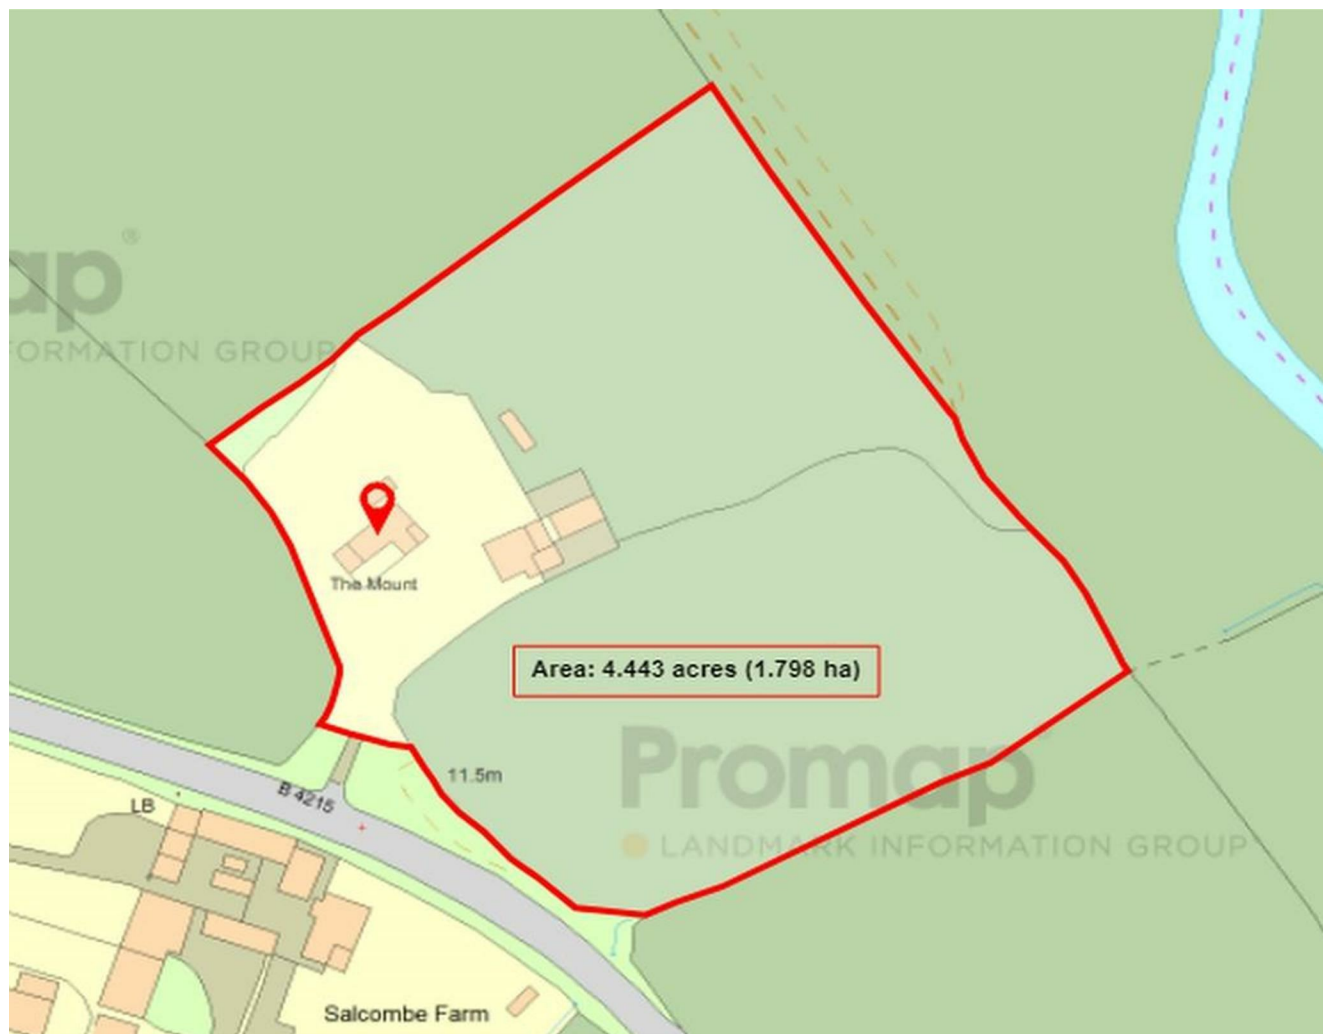 ap®
FORMATION GROUP
The Mount
Area: 4.443 acres (1.798 ha)
Promap
LANDMARK INFORMATION GROUP
11.5m
B 4215
LB
Salcombe Farm